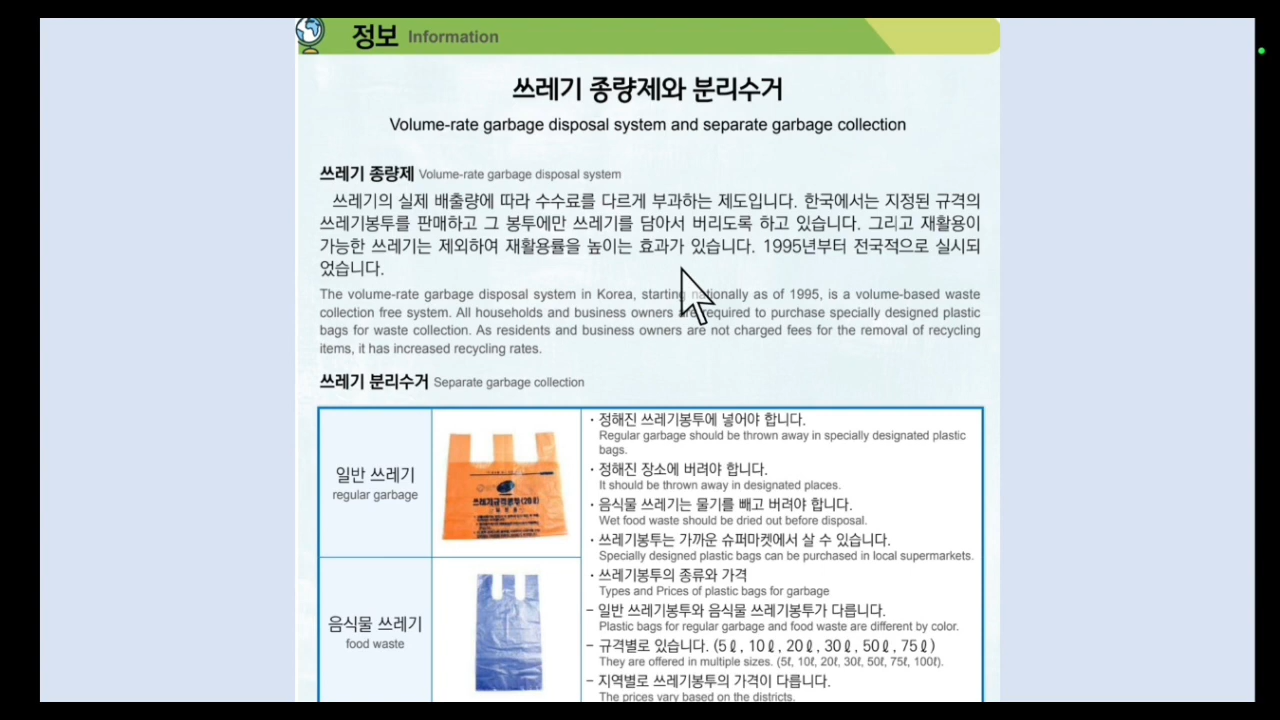 정보 Information
쓰레기 종량제와 분리수거
Volume-rate garbage disposal system and separate garbage collection
쓰레기 종량제 Volume-rate garbage disposal system
쓰레기의 실제 배출량에 따라 수수료를 다르게 부과하는 제도입니다. 한국에서는 지정된 규격의
쓰레기봉투를 판매하고 그 봉투에만 쓰레기를 담아서 버리도록 하고 있습니다. 그리고 재활용이
가능한 쓰레기는 제외하여 재활용률을 높이는 효과가 있습니다. 1995년부터 전국적으로 실시되
었습니다.
The volume-rate garbage disposal system in Korea, starting nationally as of 1995, is a volume-based waste
collection free system. All households and business owners are required to purchase specially designed plastic
bags for waste collection. As residents and business owners are not charged fees for the removal of recycling
items, it has increased recycling rates.
쓰레기 분리수거 Separate garbage collection
일반 쓰레기
regular garbage
쓰레기규격봉투(20ℓ)
음식물 쓰레기
food waste
· 정해진 쓰레기봉투에 넣어야 합니다.
Regular garbage should be thrown away in specially designated plastic
bags.
· 정해진 장소에 버려야 합니다.
It should be thrown away in designated places.
· 음식물 쓰레기는 물기를 빼고 버려야 합니다.
Wet food waste should be dried out before disposal.
· 쓰레기봉투는 가까운 슈퍼마켓에서 살 수 있습니다.
Specially designed plastic bags can be purchased in local supermarkets.
· 쓰레기봉투의 종류와 가격
Types and Prices of plastic bags for garbage
– 일반 쓰레기봉투와 음식물 쓰레기봉투가 다릅니다.
Plastic bags for regular garbage and food waste are different by color.
– 규격별로 있습니다. (5ℓ, 10ℓ, 20ℓ, 30ℓ, 50ℓ, 75ℓ)
They are offered in multiple sizes. (5ℓ, 10ℓ, 20ℓ, 30ℓ, 50ℓ, 75ℓ, 100ℓ).
– 지역별로 쓰레기봉투의 가격이 다릅니다.
The prices vary based on the districts.